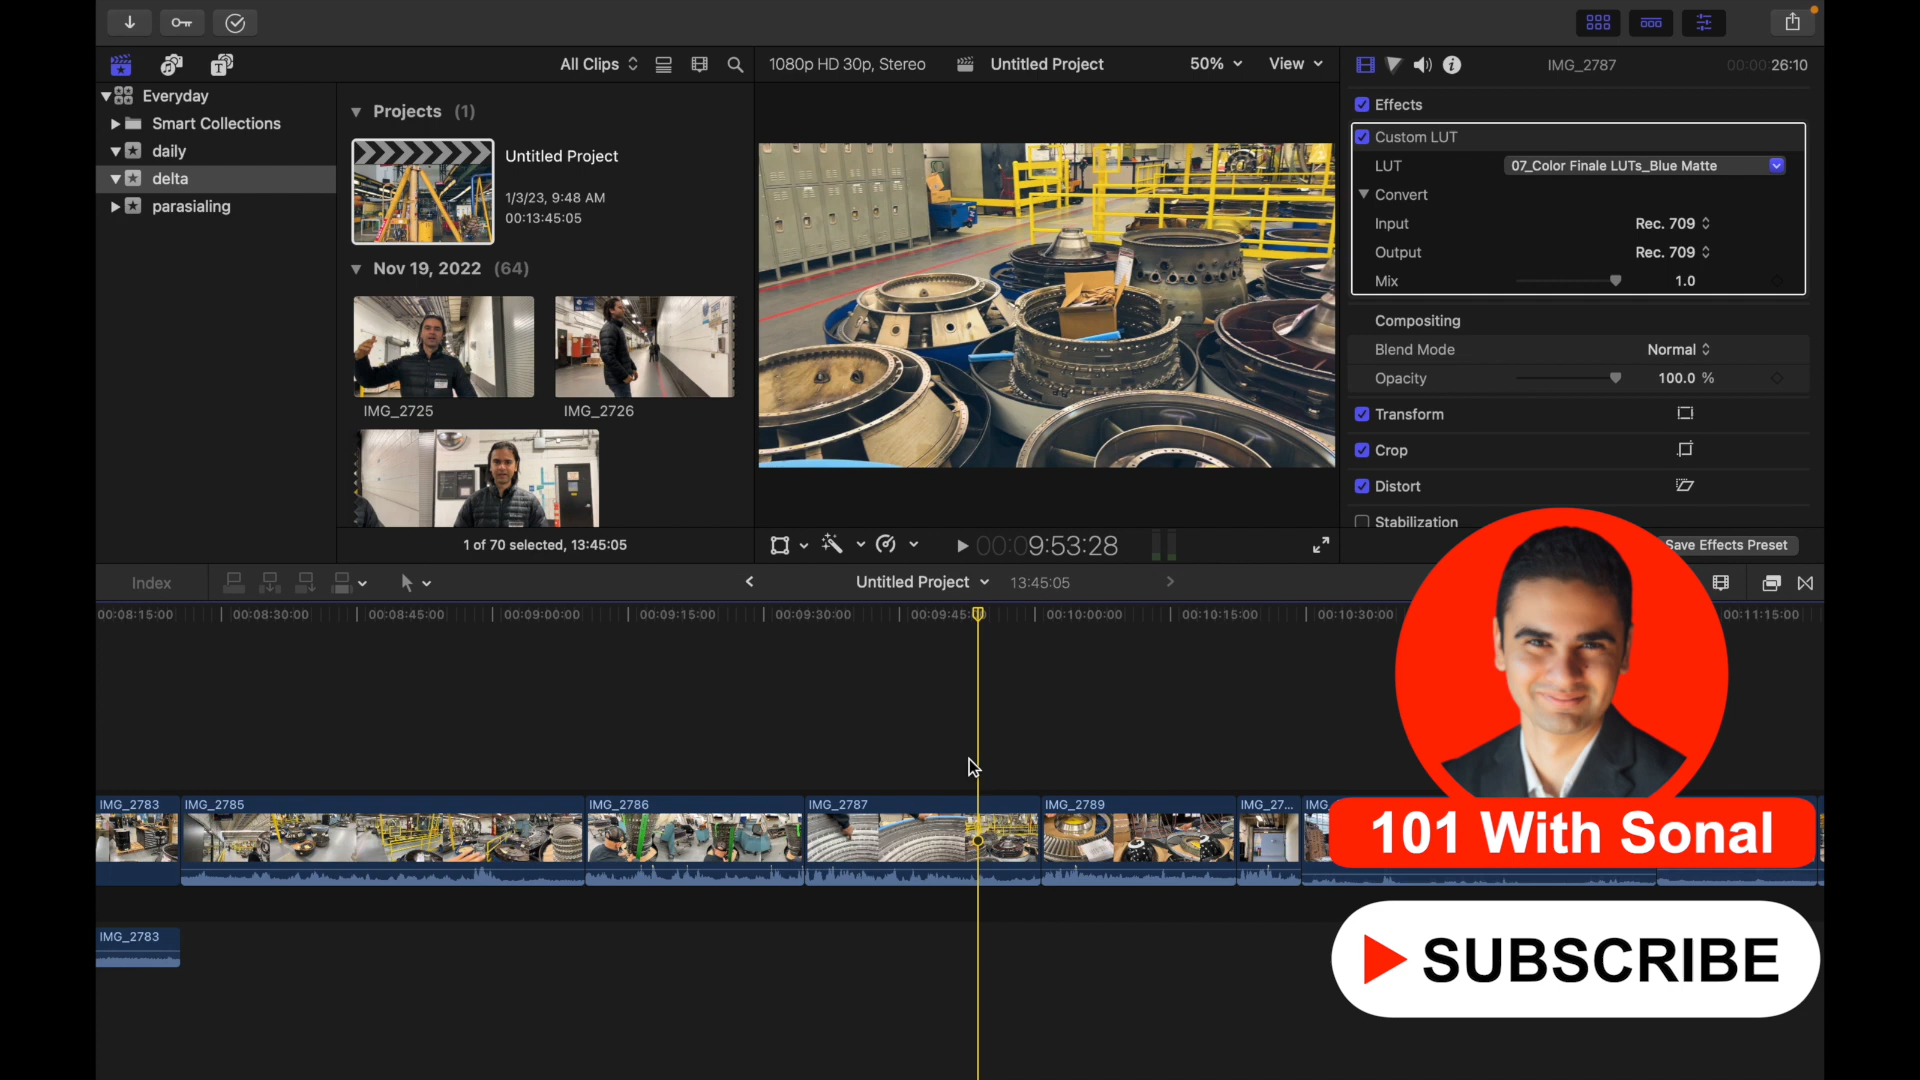 All Clips
1080p HD 30p, Stereo
Untitled Project
50%
View
IMG_2787
00:00:26:10
Everyday
Smart Collections
daily
delta
parasialing
Projects (1)
Untitled Project
1/3/23, 9:48 AM
00:13:45:05
Nov 19, 2022 (64)
IMG_2725
IMG_2726
1 of 70 selected, 13:45:05
00:09:53:28
Effects
Custom LUT
LUT
07_Color Finale LUTs_Blue Matte
Convert
Input
Rec. 709
Output
Rec. 709
Mix
1.0
Compositing
Blend Mode
Normal
Opacity
100.0 %
Transform
Crop
Distort
Stabilization
Save Effects Preset
Index
Untitled Project
13:45:05
00:08:15:00
00:08:30:00
00:08:45:00
00:09:00:00
00:09:15:00
00:09:30:00
00:09:45:0
00:10:00:00
00:10:15:00
00:10:30:00
00:11:15:00
IMG_2783
IMG_2785
IMG_2786
IMG_2787
IMG_2789
IMG_27...
IMG_
IMG_2783
101 With Sonal
SUBSCRIBE